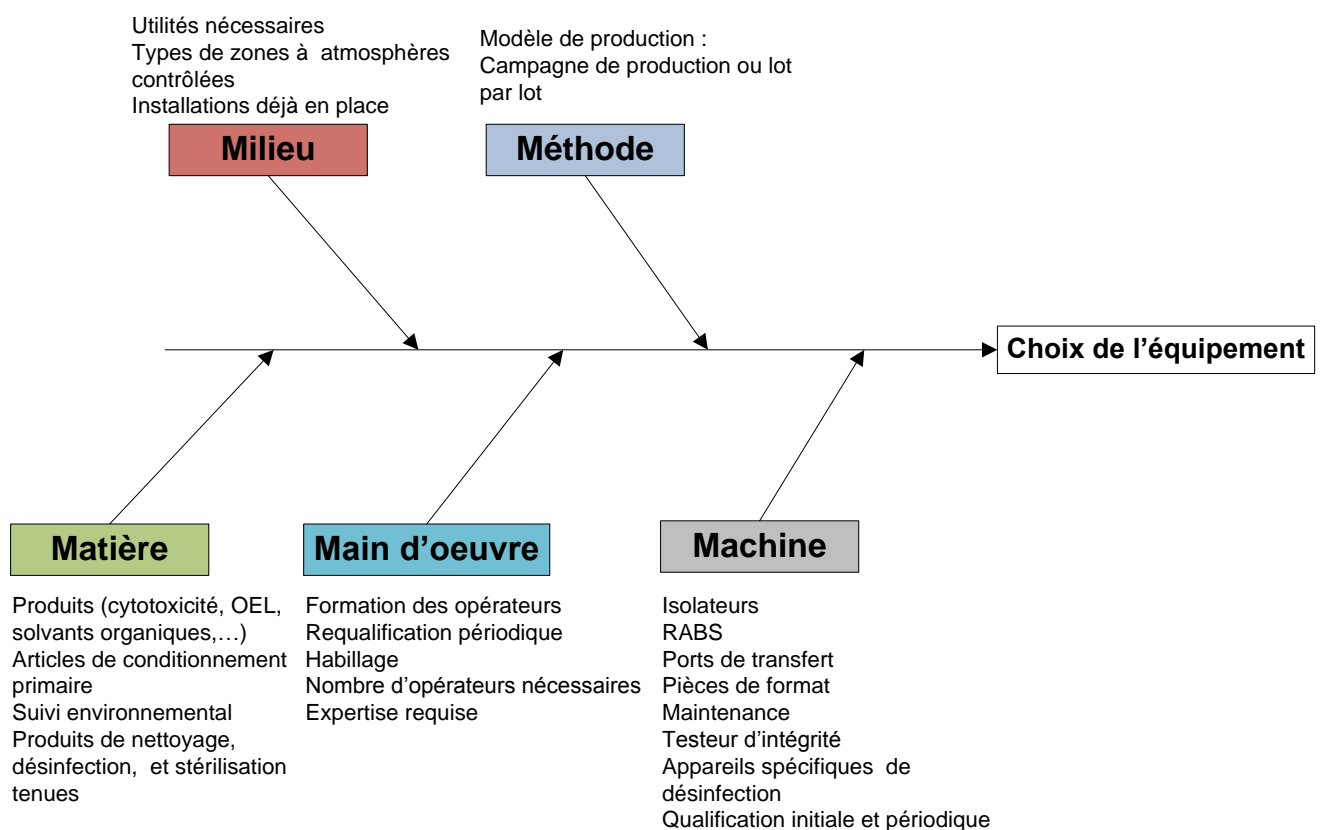 Utilités nécessaires
Types de zones à atmosphères
contrôlées
Installations déjà en place
Modèle de production :
Campagne de production ou lot
par lot
Milieu
Méthode
Choix de l'équipement
Matière
Main d'oeuvre
Machine
Produits (cytotoxicité, OEL,
solvants organiques,…)
Articles de conditionnement
primaire
Suivi environnemental
Produits de nettoyage,
désinfection, et stérilisation
tenues
Formation des opérateurs
Requalification périodique
Habillage
Nombre d'opérateurs nécessaires
Expertise requise
Isolateurs
RABS
Ports de transfert
Pièces de format
Maintenance
Testeur d'intégrité
Appareils spécifiques de
désinfection
Qualification initiale et périodique